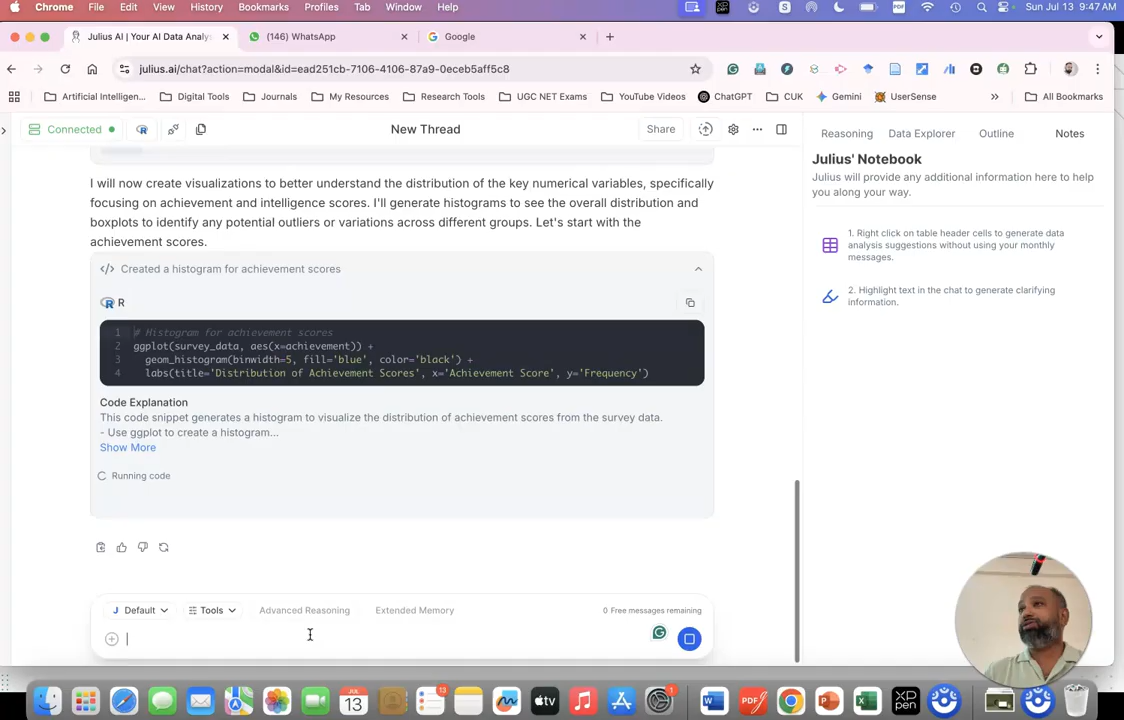 Chrome File Edit View History Bookmarks Profiles Tab Window Help
Sun Jul 13 9:47 AM
Julius AI | Your AI Data Analys
(146) WhatsApp
Google
julius.ai/chat?action=modal&id=ead251cb-7106-4106-87a9-0eceb5aff5c8
Artificial Intelligen... Digital Tools Journals My Resources Research Tools UGC NET Exams YouTube Videos ChatGPT CUK Gemini UserSense » All Bookmarks
Connected
New Thread
Share
Reasoning Data Explorer Outline Notes
Julius' Notebook
Julius will provide any additional information here to help
you along your way.
1. Right click on table header cells to generate data
analysis suggestions without using your monthly
messages.
2. Highlight text in the chat to generate clarifying
information.
I will now create visualizations to better understand the distribution of the key numerical variables, specifically
focusing on achievement and intelligence scores. I'll generate histograms to see the overall distribution and
boxplots to identify any potential outliers or variations across different groups. Let's start with the
achievement scores.
</> Created a histogram for achievement scores
R
1 # Histogram for achievement scores
2 ggplot(survey_data, aes(x=achievement)) +
3 geom_histogram(binwidth=5, fill='blue', color='black') +
4 labs(title='Distribution of Achievement Scores', x='Achievement Score', y='Frequency')
Code Explanation
This code snippet generates a histogram to visualize the distribution of achievement scores from the survey data.
- Use ggplot to create a histogram...
Show More
Running code
Default Tools Advanced Reasoning Extended Memory
0 Free messages remaining
JUL
13
13
1